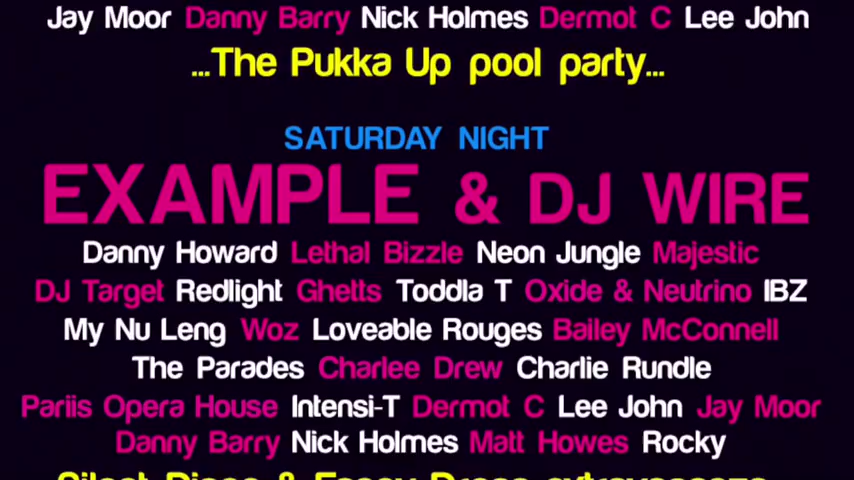 Jay Moor Danny Barry Nick Holmes Dermot C Lee John
...The Pukka Up pool party...
SATURDAY NIGHT
EXAMPLE & DJ WIRE
Danny Howard Lethal Bizzle Neon Jungle Majestic
DJ Target Redlight Ghetts Toddla T Oxide & Neutrino IBZ
My Nu Leng Woz Loveable Rouges Bailey McConnell
The Parades Charlee Drew Charlie Rundle
Pariis Opera House Intensi-T Dermot C Lee John Jay Moor
Danny Barry Nick Holmes Matt Howes Rocky
Disco & Dress